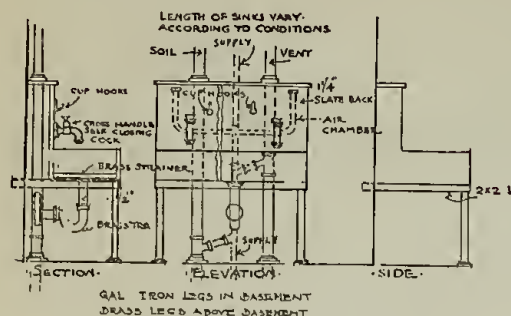 LENGTH OF SINKS VARY.
ACCORDING TO CONDITIONS
SOIL
SUPPLY
VENT
CUP HOOKS
CUP HOOKS
1¼"
SLATE BACK
AIR
CHAMBER
CROSS HANDLE
SELF CLOSING
COCK
BRASS STRAINER
2"
BRASS TRAP
2X2
SUPPLY
SECTION.
ELEVATION.
SIDE.
GAL IRON LEGS IN BASEMENT
BRASS LEGS ABOVE BASEMENT